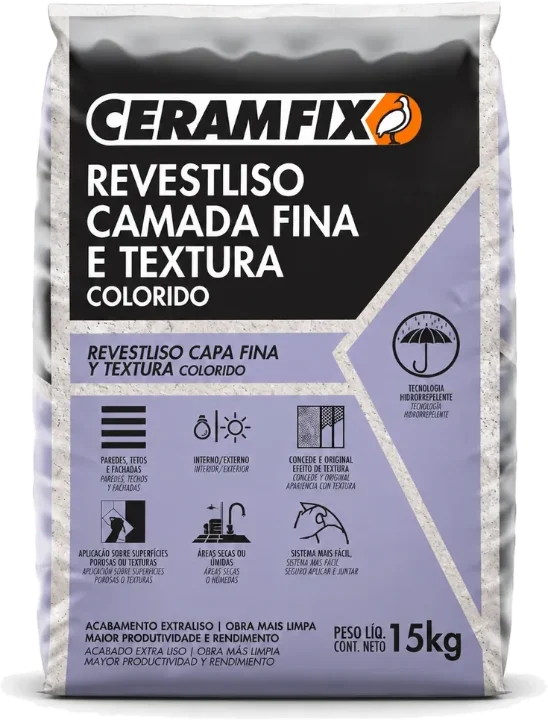 CERAMFIX
REVESTLISO
CAMADA FINA
E TEXTURA
COLORIDO
REVESTLISO CAPA FINA
Y TEXTURA COLORIDO
TECNOLOGIA
HIDRORREPELENTE
TECNOLOGÍA
HIDRORREPELENTE
PAREDES, TETOS
E FACHADAS
PAREDES, TECHOS
Y FACHADAS
INTERNO/EXTERNO
INTERIOR/EXTERIOR
CONCEDE E ORIGINAL
EFEITO DE TEXTURA
CONCEDE Y ORIGINAL
APARIENCIA CON TEXTURA
APLICAÇÃO SOBRE SUPERFÍCIES
POROSAS OU TEXTURAS
APLICACIÓN SOBRE SUPERFICIES
POROSAS O TEXTURAS
ÁREAS SECAS OU
ÚMIDAS
ÁREAS SECAS
O HÚMEDAS
SISTEMA MAIS FÁCIL,
SISTEMA MÁS FÁCIL
SEGURO APLICAR E JUNTAR
ACABAMENTO EXTRALISO | OBRA MAIS LIMPA
MAIOR PRODUTIVIDADE E RENDIMENTO
ACABADO EXTRA LISO | OBRA MÁS LIMPIA
MAYOR PRODUCTIVIDAD Y RENDIMIENTO
PESO LÍQ.
CONT. NETO
15kg